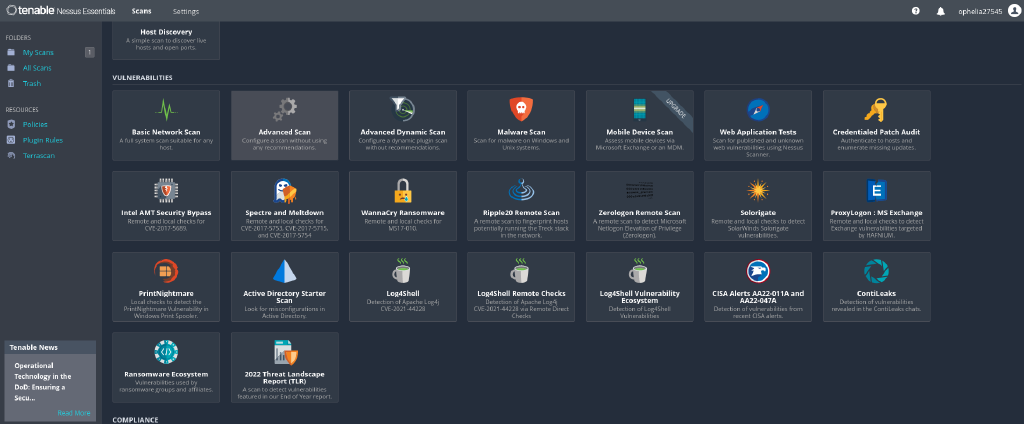 tenable Nessus Essentials Scans Settings ophelia27545
FOLDERS
My Scans 1
All Scans
Trash
RESOURCES
Policies
Plugin Rules
Terrascan
Tenable News
Operational
Technology in the
DoD: Ensuring a
Secu...
Read More
Host Discovery
A simple scan to discover live
hosts and open ports.
VULNERABILITIES
Basic Network Scan
A full system scan suitable for any
host.
Advanced Scan
Configure a scan without using
any recommendations.
Advanced Dynamic Scan
Configure a dynamic plugin scan
without recommendations.
Malware Scan
Scan for malware on Windows and
Unix systems.
UPGRADE
Mobile Device Scan
Assess mobile devices via
Microsoft Exchange or an MDM.
Web Application Tests
Scan for published and unknown
web vulnerabilities using Nessus
Scanner.
Credentialed Patch Audit
Authenticate to hosts and
enumerate missing updates.
Intel AMT Security Bypass
Remote and local checks for
CVE-2017-5689.
Spectre and Meltdown
Remote and local checks for
CVE-2017-5753, CVE-2017-5715,
and CVE-2017-5754
WannaCry Ransomware
Remote and local checks for
MS17-010.
Ripple20 Remote Scan
A remote scan to fingerprint hosts
potentially running the Treck stack
in the network.
Zerologon Remote Scan
A remote scan to detect Microsoft
Netlogon Elevation of Privilege
(Zerologon).
Solorigate
Remote and local checks to detect
SolarWinds Solorigate
vulnerabilities.
ProxyLogon : MS Exchange
Remote and local checks to detect
Exchange vulnerabilities targeted
by HAFNIUM.
PrintNightmare
Local checks to detect the
PrintNightmare Vulnerability in
Windows Print Spooler.
Active Directory Starter
Scan
Look for misconfigurations in
Active Directory.
Log4Shell
Detection of Apache Log4j
CVE-2021-44228
Log4Shell Remote Checks
Detection of Apache Log4j
CVE-2021-44228 via Remote Direct
Checks
Log4Shell Vulnerability
Ecosystem
Detection of Log4Shell
Vulnerabilities
CISA Alerts AA22-011A and
AA22-047A
Detection of vulnerabilities from
recent CISA alerts.
ContiLeaks
Detection of vulnerabilities
revealed in the ContiLeaks chats.
Ransomware Ecosystem
Vulnerabilities used by
ransomware groups and affiliates.
2022 Threat Landscape
Report (TLR)
A scan to detect vulnerabilities
featured in our End of Year report.
COMPLIANCE